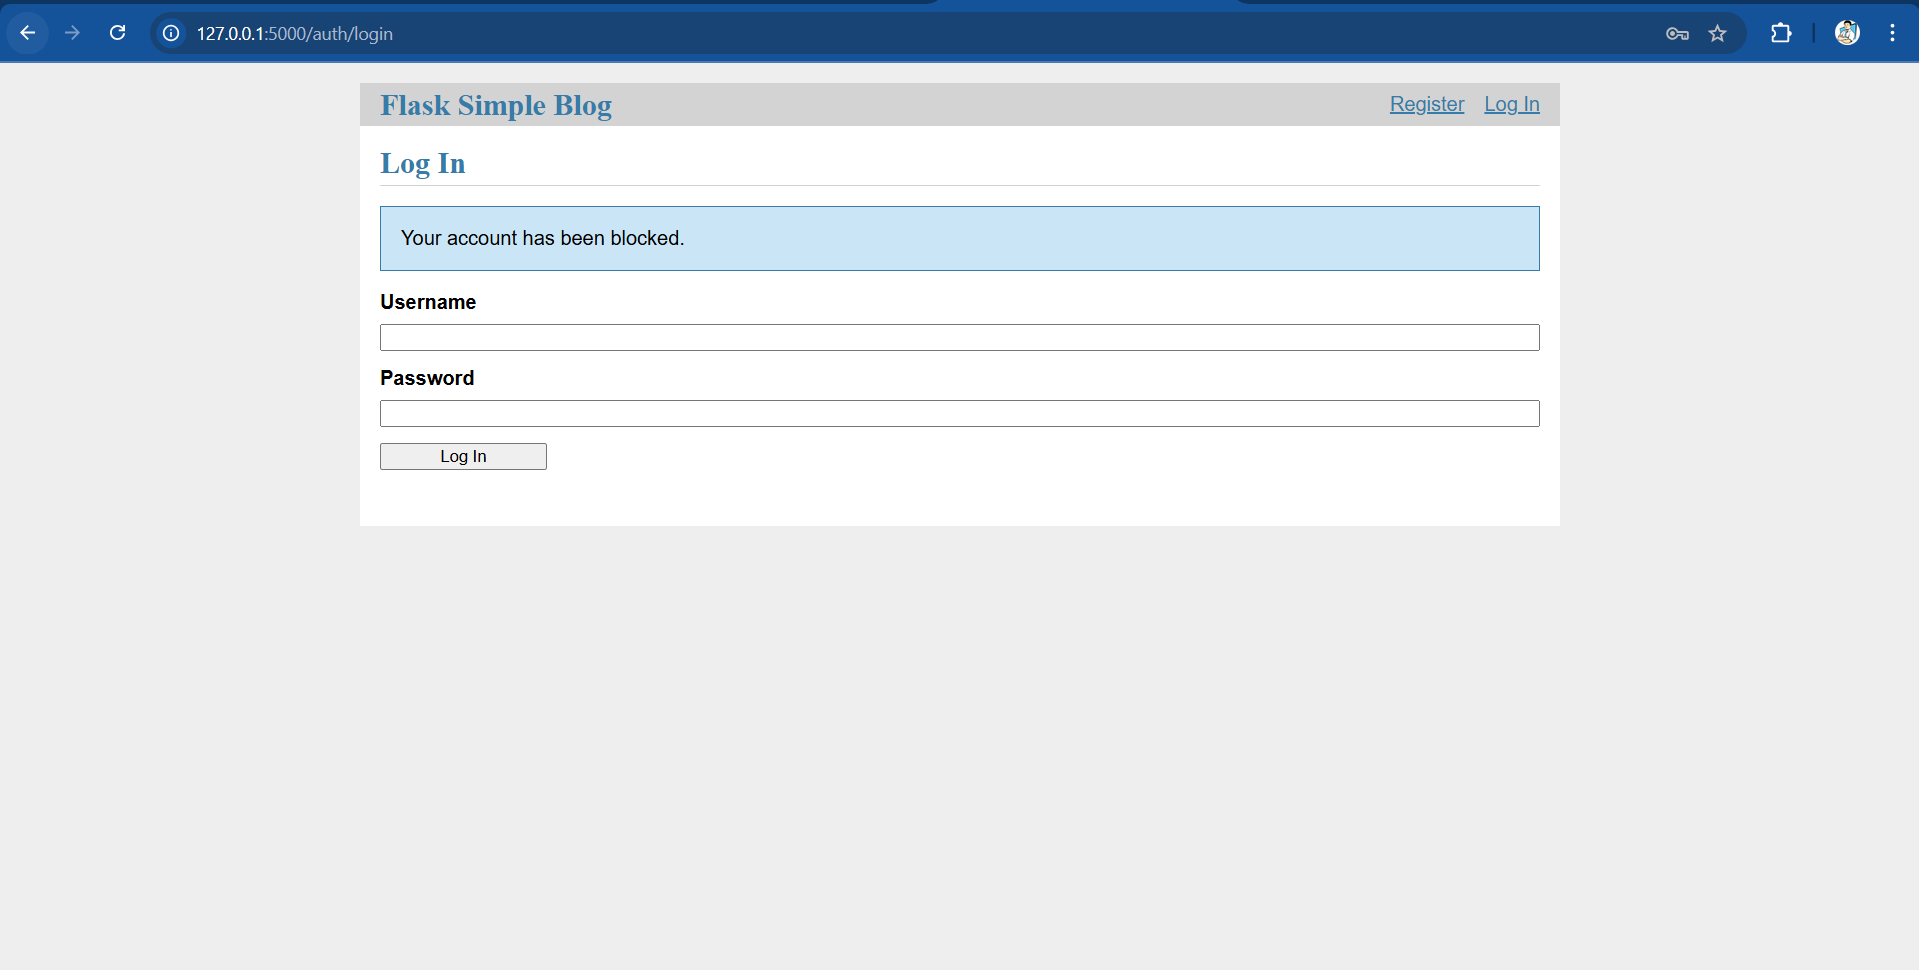 127.0.0.1:5000/auth/login
Flask Simple Blog
Register Log In
Log In
Your account has been blocked.
Username
Password
Log In